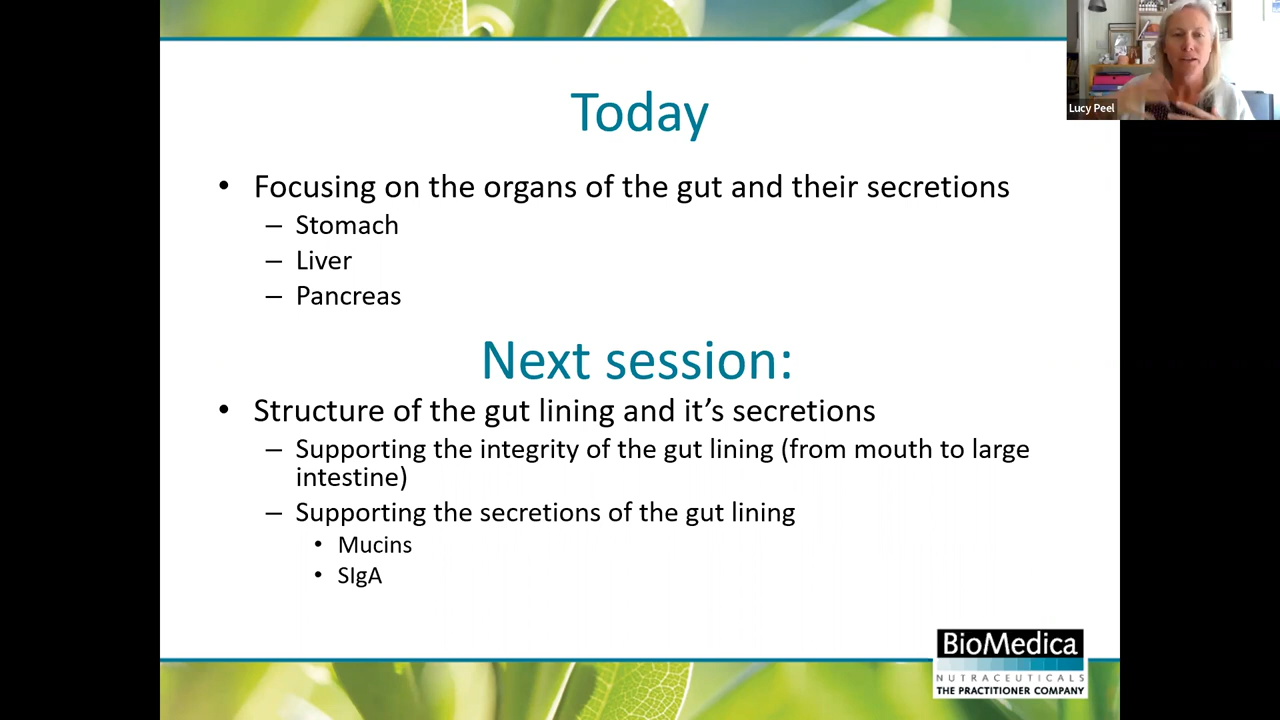 Lucy Peel
Today
• Focusing on the organs of the gut and their secretions
– Stomach
– Liver
– Pancreas
Next session:
• Structure of the gut lining and it’s secretions
– Supporting the integrity of the gut lining (from mouth to large
intestine)
– Supporting the secretions of the gut lining
• Mucins
• SIgA
BioMedica
NUTRACEUTICALS
THE PRACTITIONER COMPANY